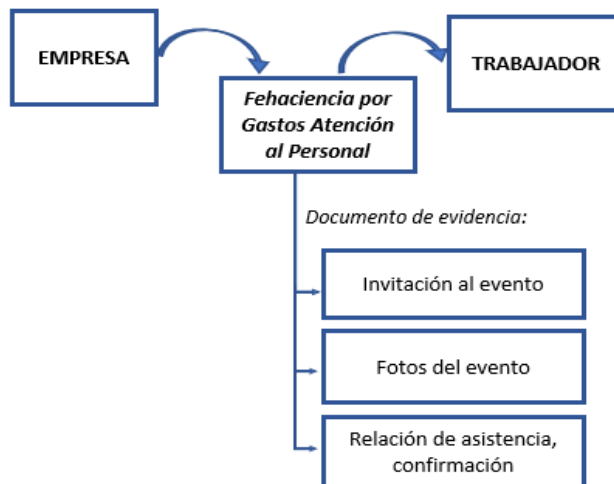 EMPRESA
TRABAJADOR
Fehaciencia por
Gastos Atención
al Personal
Documento de evidencia:
Invitación al evento
Fotos del evento
Relación de asistencia,
confirmación